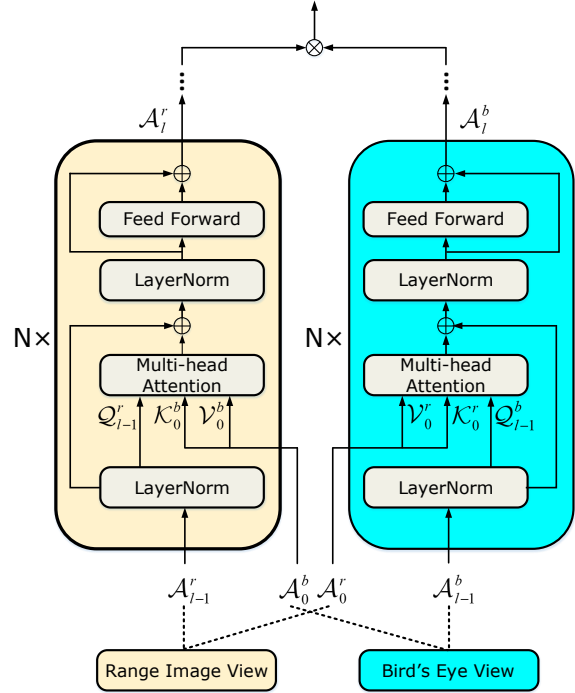 𝒜_l^r
𝒜_l^b
Feed Forward
Feed Forward
LayerNorm
LayerNorm
N×
N×
Multi-head
Attention
Multi-head
Attention
𝒬_{l−1}^r 𝒦_0^b 𝒱_0^b
𝒱_0^r 𝒦_0^r 𝒬_{l−1}^b
LayerNorm
LayerNorm
𝒜_{l−1}^r 𝒜_0^b 𝒜_0^r 𝒜_{l−1}^b
Range Image View
Bird's Eye View